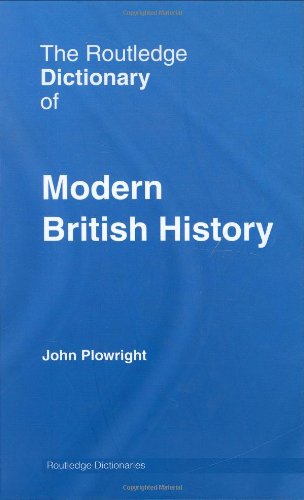 The Routledge
Dictionary
of
Modern
British History
John Plowright
Routledge Dictionaries